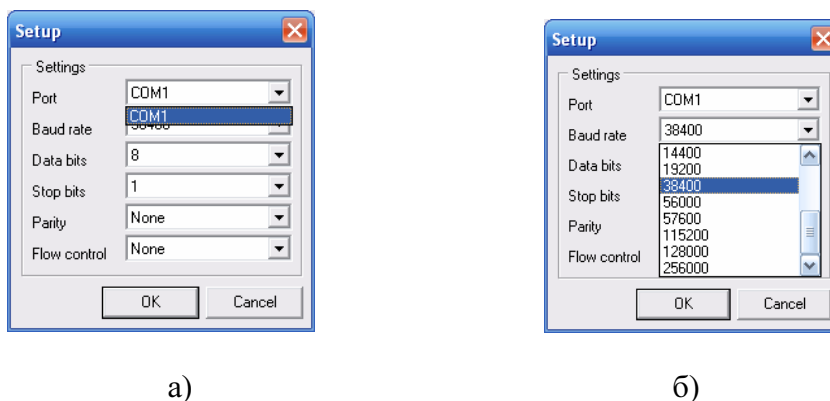 Setup
Settings
Port COM1
COM1
Baud rate 38400
Data bits 8
Stop bits 1
Parity None
Flow control None
OK Cancel
а)
Setup
Settings
Port COM1
Baud rate 38400
Data bits 14400
19200
Stop bits 38400
56000
Parity 57600
115200
Flow control 128000
256000
OK Cancel
б)